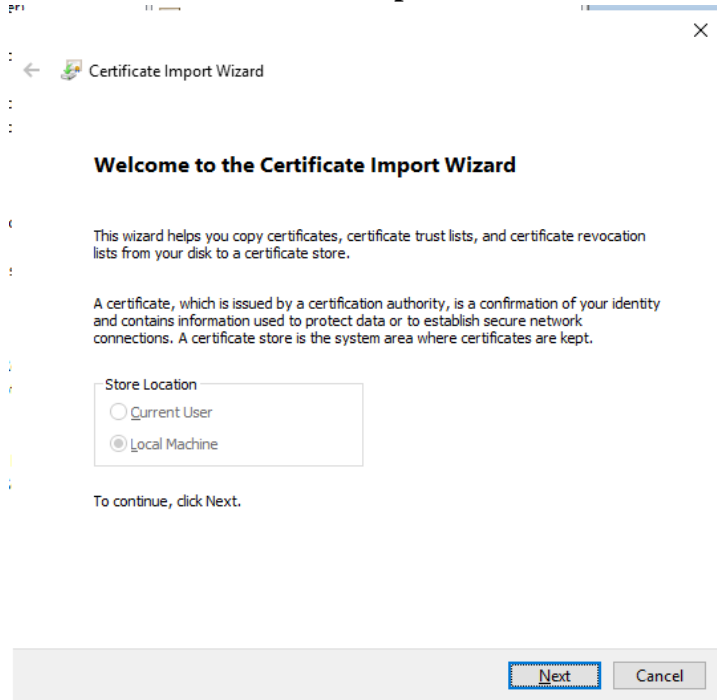 Certificate Import Wizard
Welcome to the Certificate Import Wizard
This wizard helps you copy certificates, certificate trust lists, and certificate revocation
lists from your disk to a certificate store.
A certificate, which is issued by a certification authority, is a confirmation of your identity
and contains information used to protect data or to establish secure network
connections. A certificate store is the system area where certificates are kept.
Store Location
Current User
Local Machine
To continue, click Next.
Next Cancel